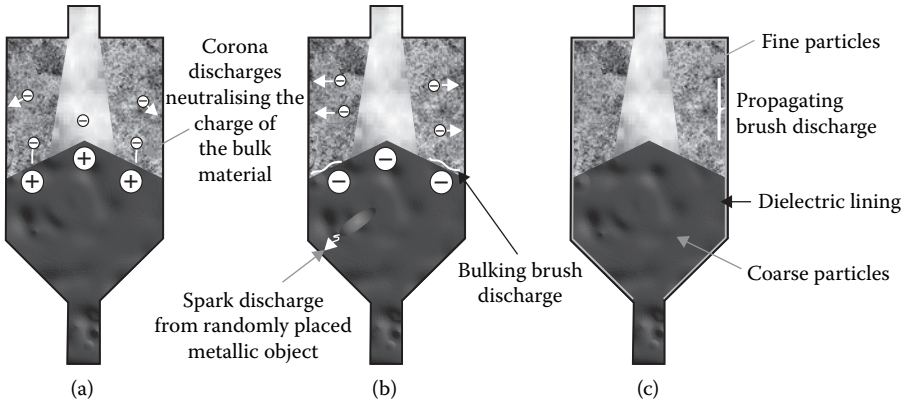 Corona
discharges
neutralising the
charge of
the bulk
material
Fine particles
Propagating
brush discharge
Dielectric lining
Coarse particles
Bulking brush
discharge
Spark discharge
from randomly placed
metallic object
(a)
(b)
(c)